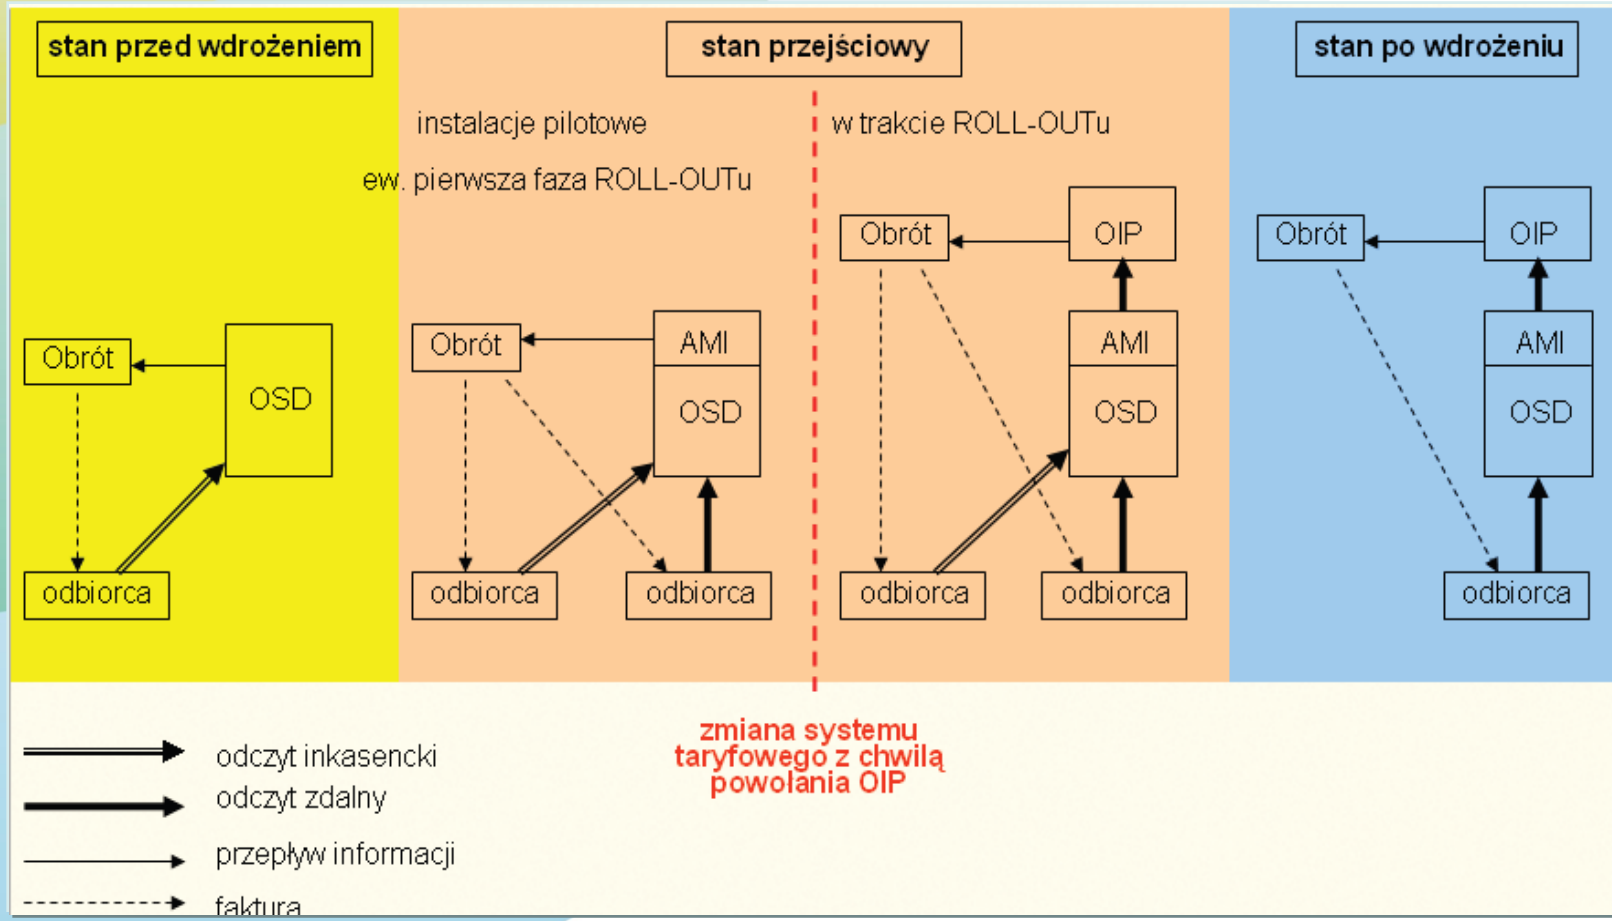 stan przed wdrożeniem
stan przejściowy
stan po wdrożeniu
instalacje pilotowe
w trakcie ROLL-OUTu
ew. pierwsza faza ROLL-OUTu
Obrót
OSD
odbiorca
Obrót
AMI
OSD
odbiorca
odbiorca
Obrót
OIP
AMI
OSD
odbiorca
odbiorca
Obrót
OIP
AMI
OSD
odbiorca
zmiana systemu
taryfowego z chwilą
powołania OIP
odczyt inkasencki
odczyt zdalny
przepływ informacji
faktura